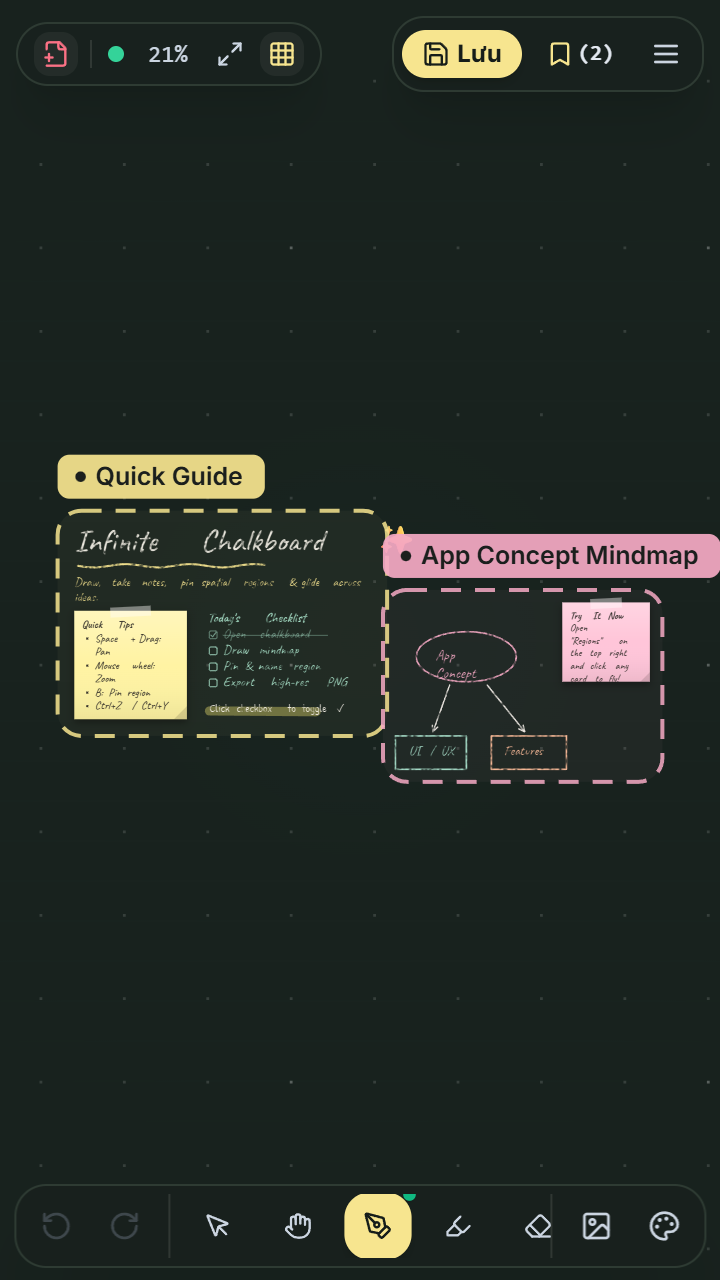 21%
Lưu
(2)
Quick Guide
Infinite Chalkboard
Draw, take notes, pin spatial regions & glide across
ideas.
Quick Tips
• Space + Drag:
Pan
• Mouse wheel:
Zoom
• B: Pin region
• Ctrl+Z / Ctrl+Y
Today's Checklist
Open chalkboard
Draw mindmap
Pin & name "region
Export high-res PNG
Click checkbox to toggle ✓
App Concept Mindmap
App
Concept
UI / UX
Features
Try It Now
Open
"Regions" on
the top right
and click any
card to fly!